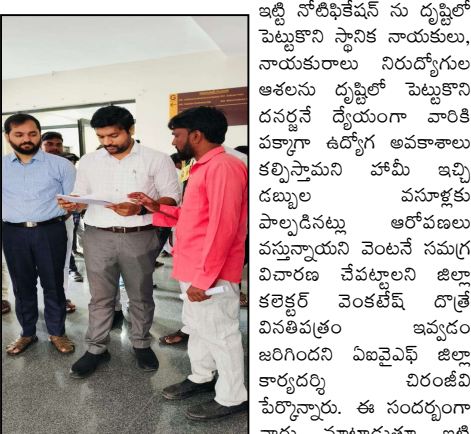 ఇట్టి నోటిఫికేషన్ ను దృష్టిలో
పెట్టుకొని స్థానిక నాయకులు,
నాయకురాలు నిరుద్యోగుల
ఆశలను దృష్టిలో పెట్టుకొని
దనర్జనే ద్యేయంగా వారికి
పక్కాగా ఉద్యోగ అవకాశాలు
కల్పిస్తామని హామీ ఇచ్చి
డబ్బుల వసూళ్లకు
పాల్పడినట్లు ఆరోపణలు
వస్తున్నాయని వెంటనే సమగ్ర
విచారణ చేపట్టాలని జిల్లా
కలెక్టర్ వెంకటేష్ దొత్రే
వినతిపత్రం ఇవ్వడం
జరిగిందని ఏఐవైఎఫ్ జిల్లా
కార్యదర్శి చిరంజీవి
పేర్కొన్నారు. ఈ సందర్భంగా